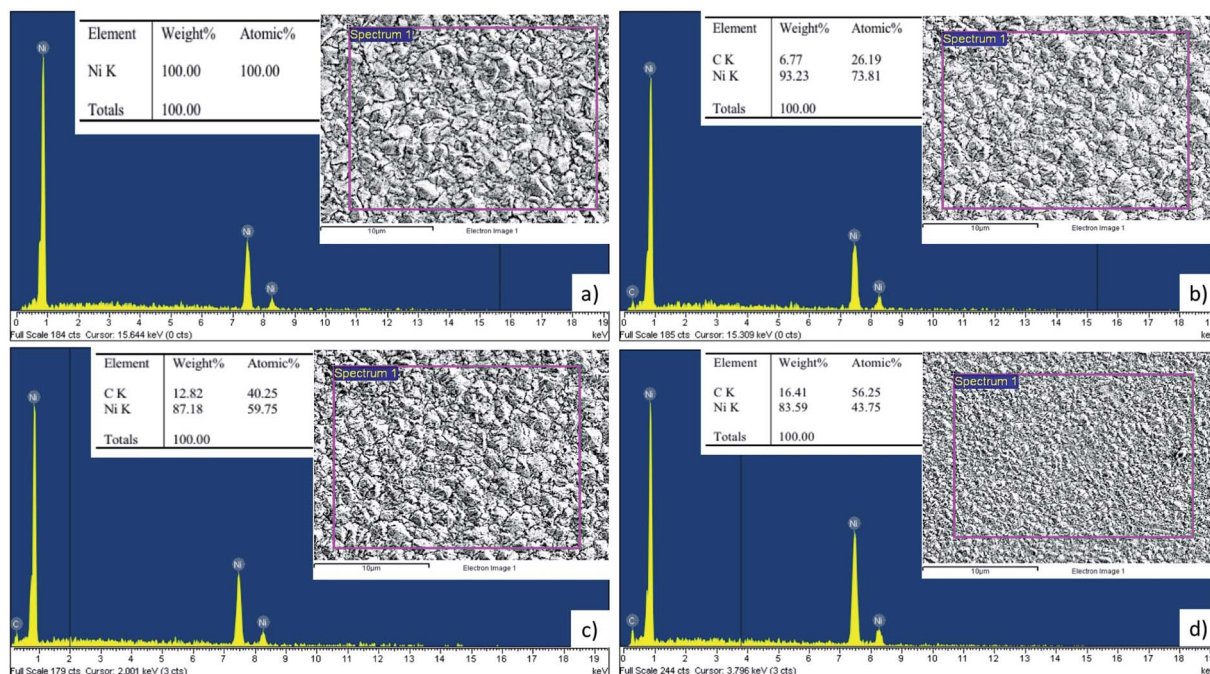 Element Weight% Atomic%
Ni K 100.00 100.00
Totals 100.00
Spectrum 1
10µm Electron Image 1
Ni
Ni
Ni
a)
0 1 2 3 4 5 6 7 8 9 10 11 12 13 14 15 16 17 18 19
Full Scale 184 cts Cursor: 15.644 keV (0 cts) keV
Element Weight% Atomic%
C K 6.77 26.19
Ni K 93.23 73.81
Totals 100.00
Spectrum 1
10µm Electron Image 1
C
Ni
Ni
Ni
b)
0 1 2 3 4 5 6 7 8 9 10 11 12 13 14 15 16 17 18 19
Full Scale 185 cts Cursor: 15.309 keV (0 cts)
Element Weight% Atomic%
C K 12.82 40.25
Ni K 87.18 59.75
Totals 100.00
Spectrum 1
10µm Electron Image 1
C
Ni
Ni
Ni
c)
1 2 3 4 5 6 7 8 9 10 11 12 13 14 15 16 17 18 19
Full Scale 179 cts Cursor: 2.001 keV (3 cts) keV
Element Weight% Atomic%
C K 16.41 56.25
Ni K 83.59 43.75
Totals 100.00
Spectrum 1
10µm Electron Image 1
C
Ni
Ni
Ni
d)
0 1 2 3 4 5 6 7 8 9 10 11 12 13 14 15 16 17 18
Full Scale 244 cts Cursor: 3.796 keV (3 cts)